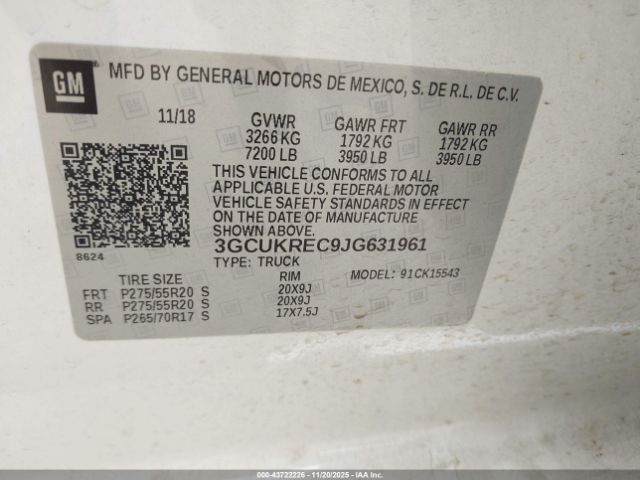 GM
MFD BY GENERAL MOTORS DE MEXICO, S. DE R.L. DE C.V.
11/18 GVWR GAWR FRT GAWR RR
3266 KG 1792 KG 1792 KG
7200 LB 3950 LB 3950 LB
THIS VEHICLE CONFORMS TO ALL
APPLICABLE U.S. FEDERAL MOTOR
VEHICLE SAFETY STANDARDS IN EFFECT
ON THE DATE OF MANUFACTURE
SHOWN ABOVE.
8624
3GCUKREC9JG631961
TYPE: TRUCK
MODEL: 91CK15543
TIRE SIZE RIM
FRT P275/55R20 S 20X9J
RR P275/55R20 S 20X9J
SPA P265/70R17 S 17X7.5J
000-43722226 - 11/20/2025 - IAAI.COM